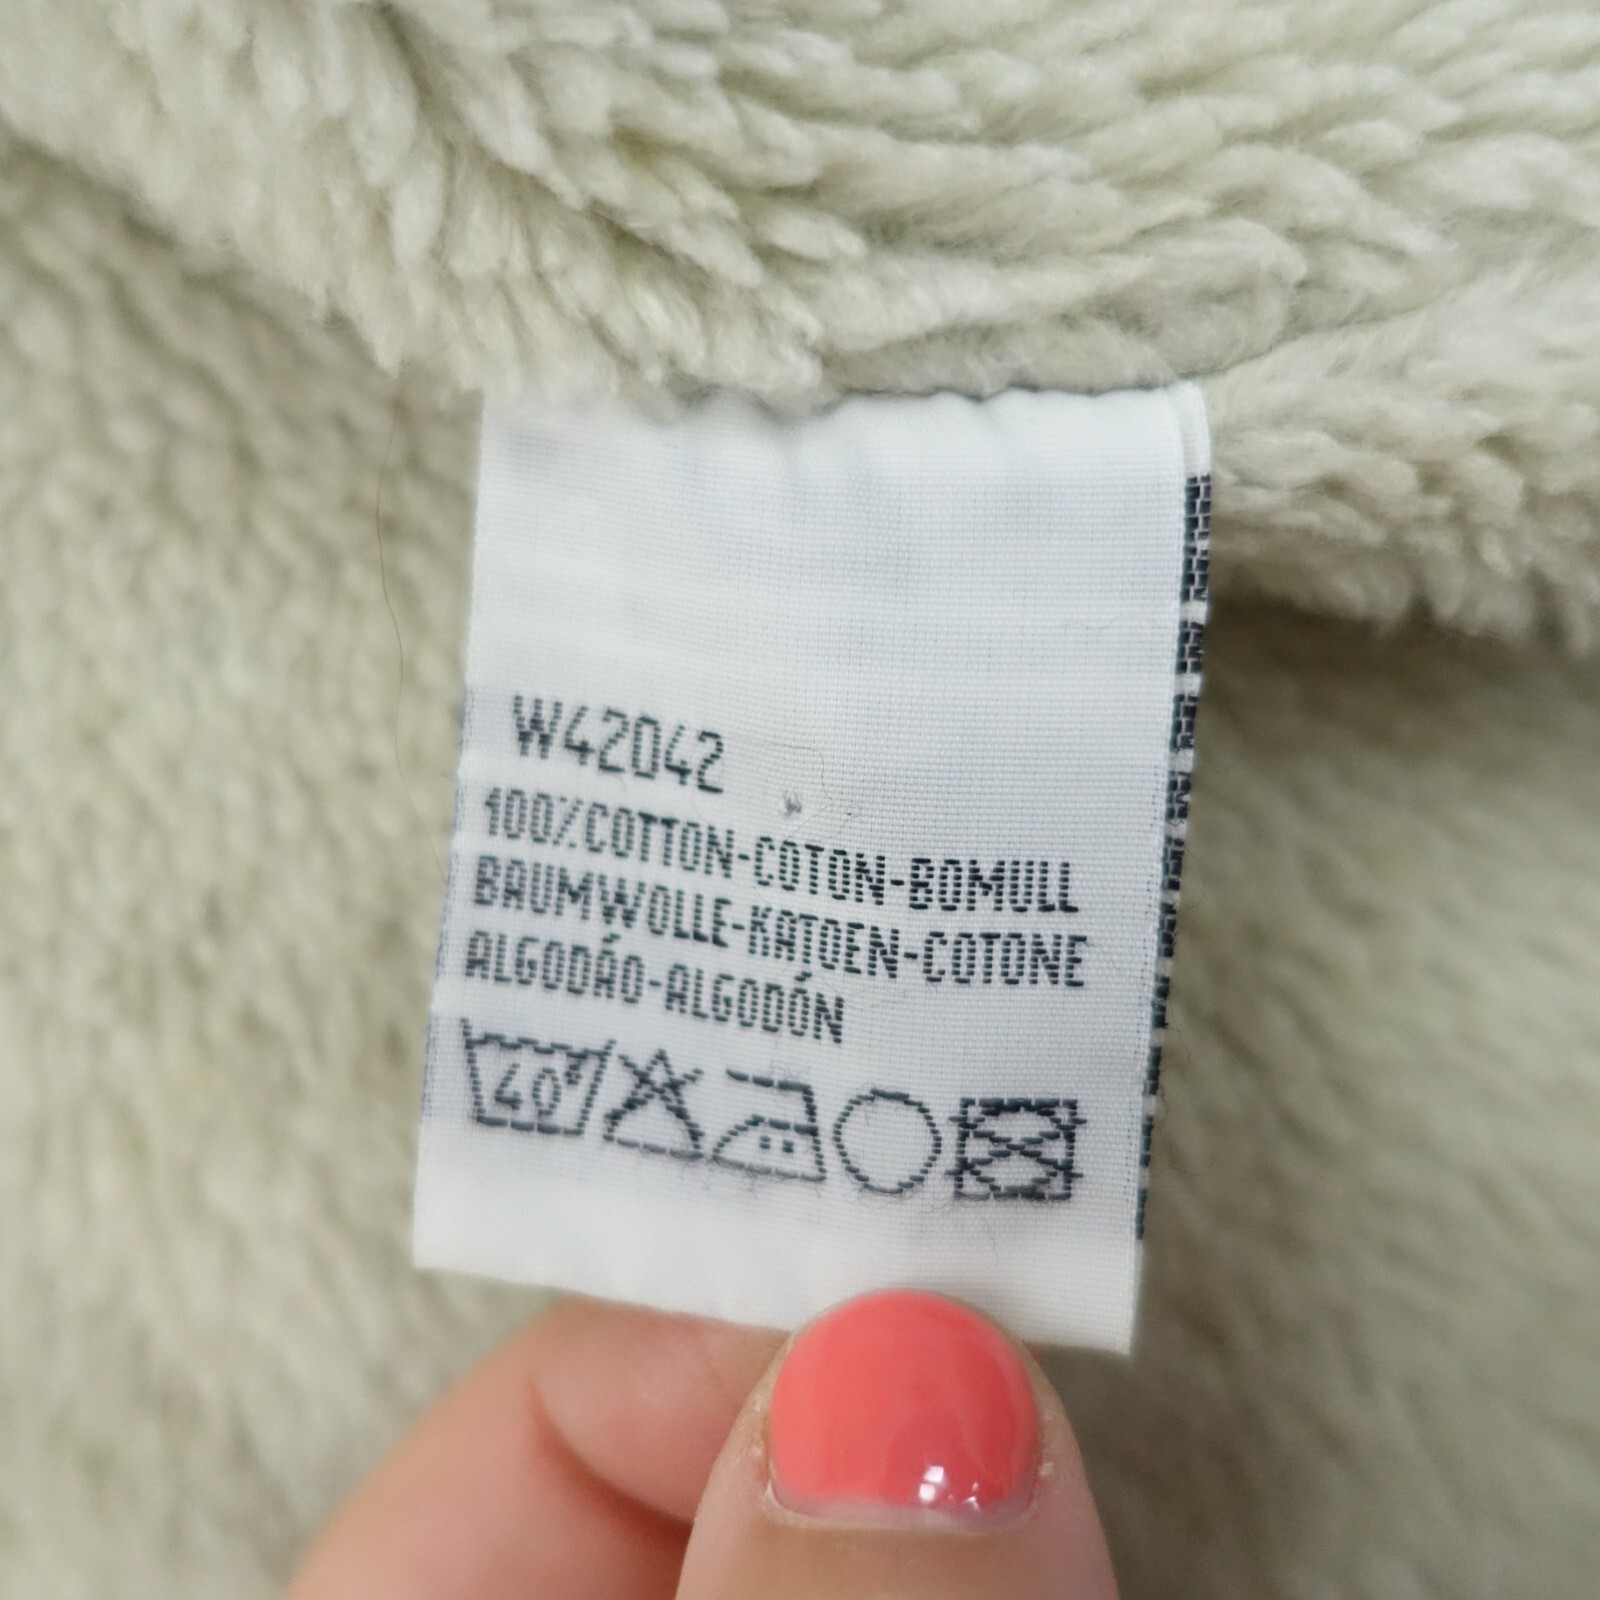 W42042
100%COTTON-COTON-BOMULL
BAUMWOLLE-KATOEN-COTONE
ALGODÃO-ALGODÓN
40°